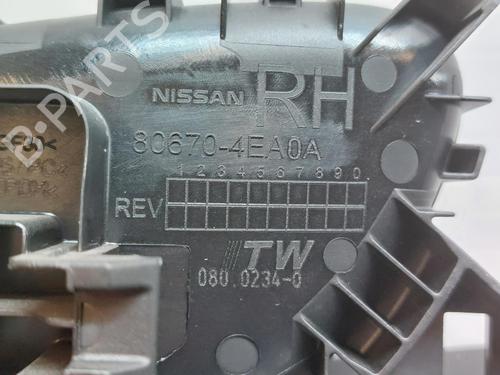 B-PARTS
NISSAN RH
80670-4EA0A
1 2 3 4 5 6 7 8 9 0
REV
TW
080.0234-0